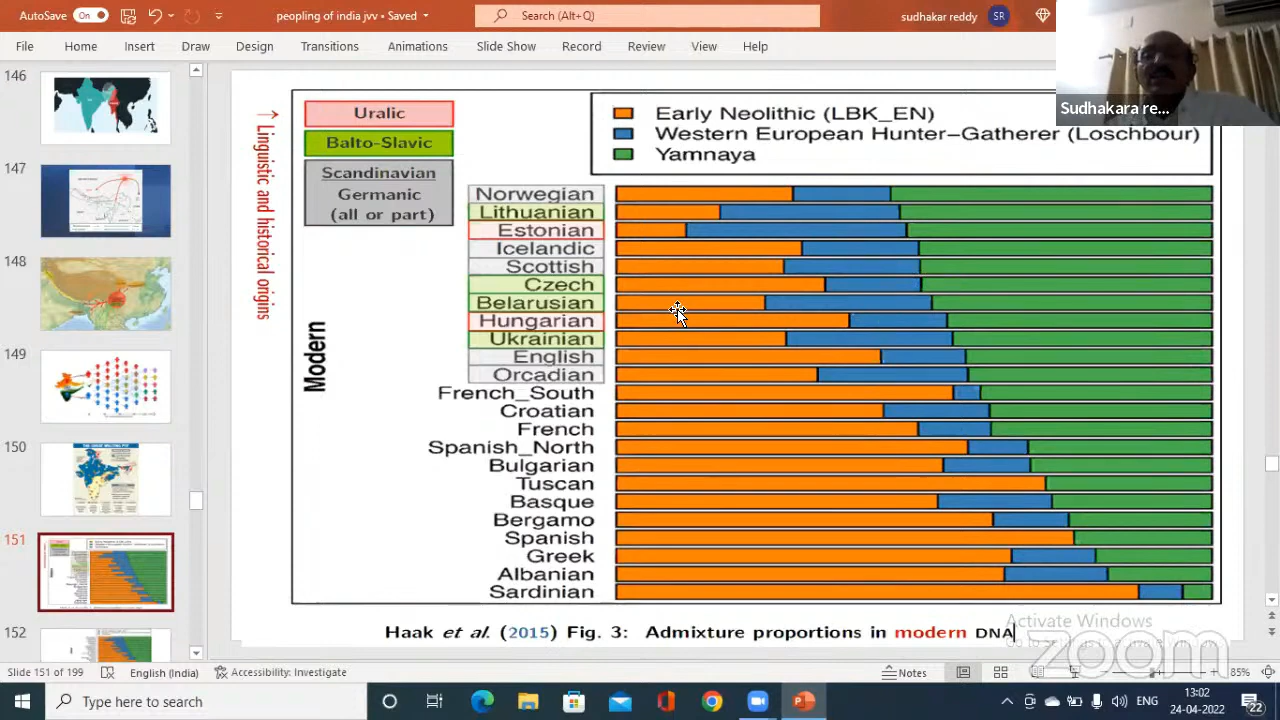 AutoSave On peopling of india jvv • Saved Search (Alt+Q) sudhakar reddy SR
File Home Insert Draw Design Transitions Animations Slide Show Record Review View Help
Sudhakara re...
146
147
148
149
150
151
152
↑ Linguistic and historical origins
Uralic
Balto-Slavic
Scandinavian
Germanic
(all or part)
Early Neolithic (LBK_EN)
Western European Hunter-Gatherer (Loschbour)
Yamnaya
Modern
Norwegian
Lithuanian
Estonian
Icelandic
Scottish
Czech
Belarusian
Hungarian
Ukrainian
English
Orcadian
French_South
Croatian
French
Spanish_North
Bulgarian
Tuscan
Basque
Bergamo
Spanish
Greek
Albanian
Sardinian
Haak et al. (2015) Fig. 3: Admixture proportions in modern DNA
Activate Windows
zoom
Slide 151 of 199 English (India) Accessibility: Investigate Notes 85%
Type here to search ENG 13:02
24-04-2022 22